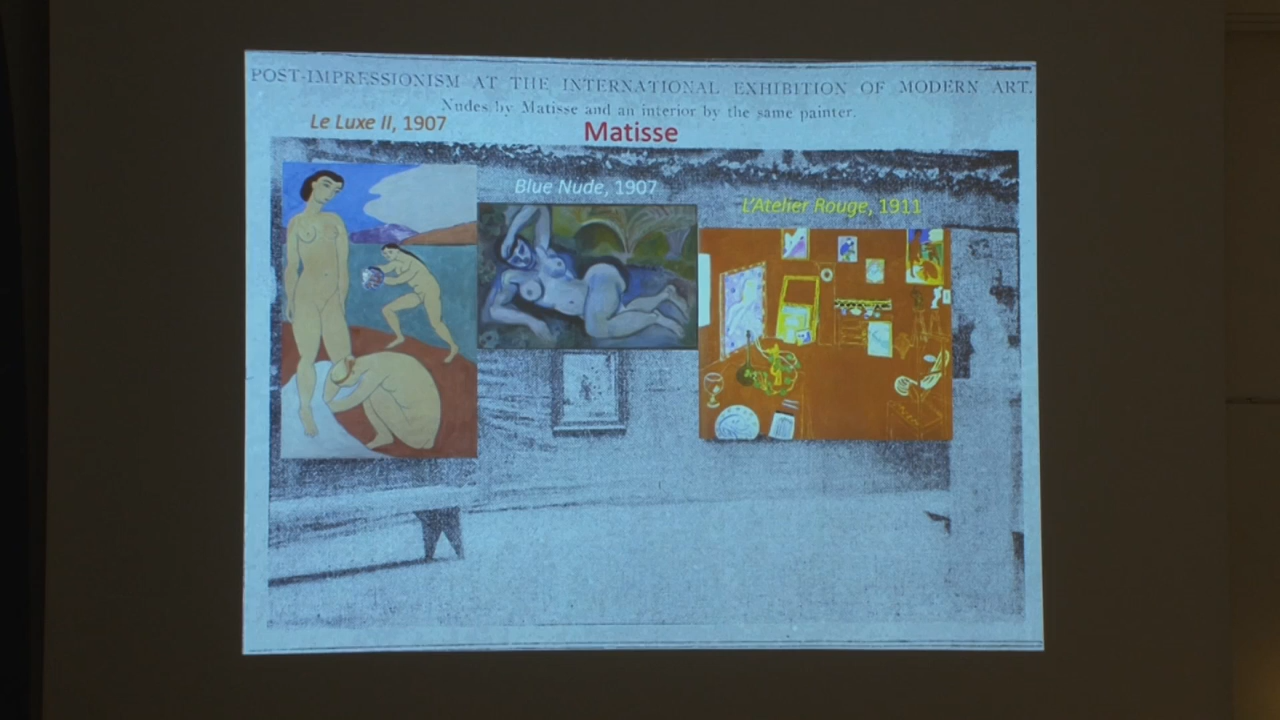 POST-IMPRESSIONISM AT THE INTERNATIONAL EXHIBITION OF MODERN ART.
Nudes by Matisse and an interior by the same painter.
Le Luxe II, 1907
Matisse
Blue Nude, 1907
L'Atelier Rouge, 1911